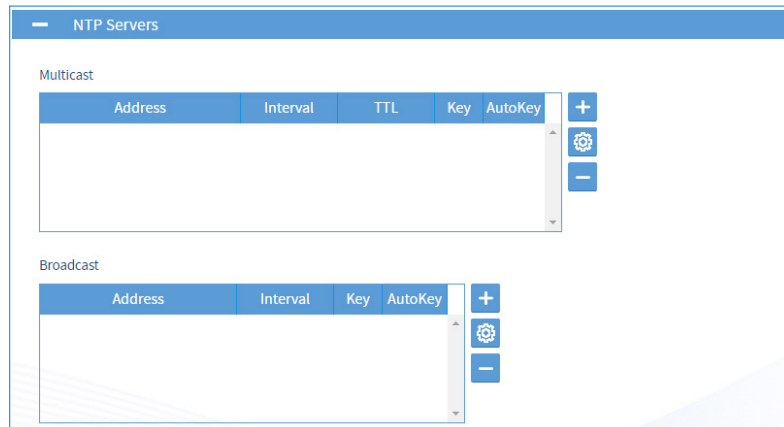 NTP Servers
Multicast
Address Interval TTL Key AutoKey
Broadcast
Address Interval Key AutoKey